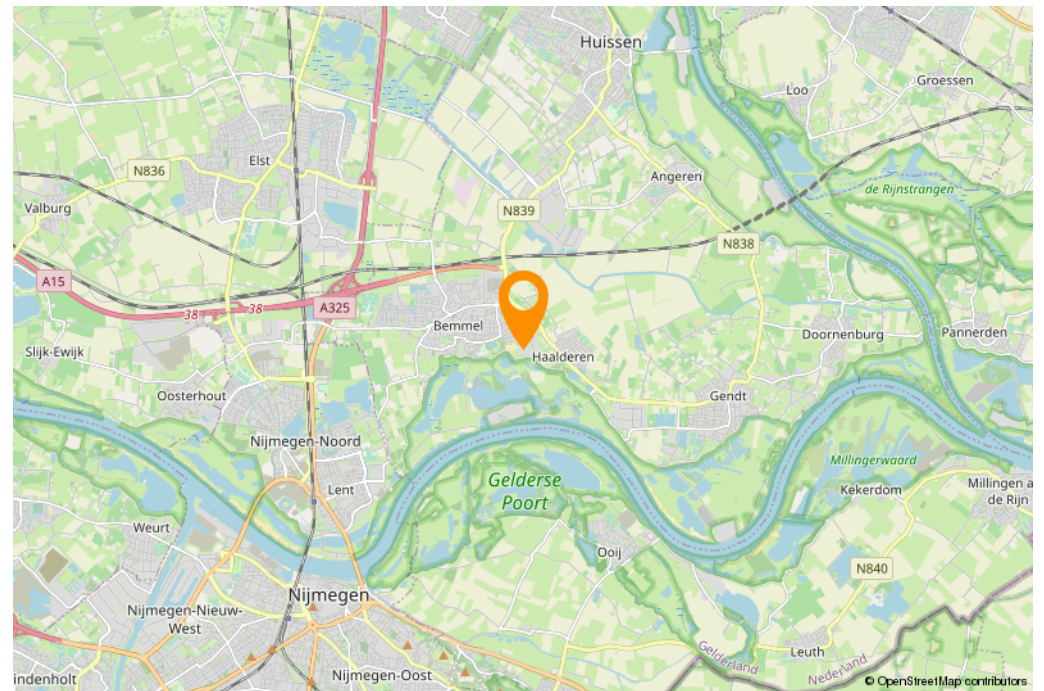 Huissen
Loo
Groessen
Elst
N836
Angeren
de Rijnstrangen
Valburg
N839
N838
A15
38
38
A325
Bemmel
Doornenburg
Pannerden
Slijk-Ewijk
Haalderen
Oosterhout
Gendt
Nijmegen-Noord
Millingerwaard
Gelderse
Poort
Lent
Kekerdom
Millingen a
de Rijn
Weurt
Ooij
N840
Nijmegen
Nijmegen-Nieuw-
West
Gelderland
Nederland
Leuth
indenholt
Nijmegen-Oost
© OpenStreetMap contributors